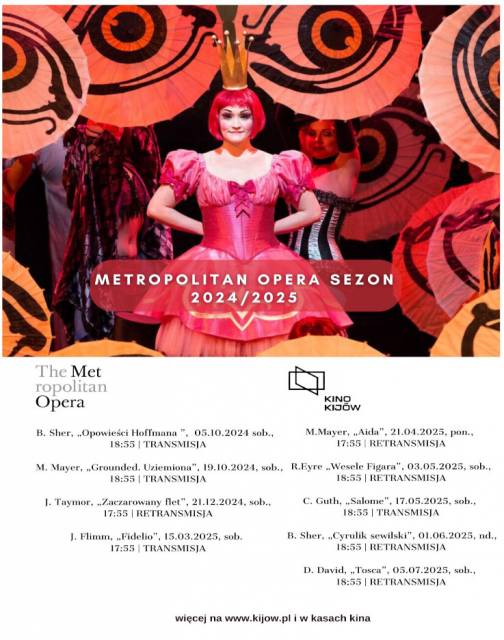 METROPOLITAN OPERA SEZON
2024/2025
The Met
ropolitan
Opera
B. Sher, „Opowieści Hoffmana ”, 05.10.2024 sob.,
18:55 | TRANSMISJA
M. Mayer, „Grounded. Uziemiona”, 19.10.2024, sob.,
18:55 | TRANSMISJA
J. Taymor, „Zaczarowany flet”, 21.12.2024, sob.,
17:55 | RETRANSMISJA
J. Flimm, „Fidelio”, 15.03.2025, sob.
17:55 | TRANSMISJA
KINO
KIJÓW
M.Mayer, „Aida”, 21.04.2025, pon.,
17:55 | RETRANSMISJA
R.Eyre „Wesele Figara”, 03.05.2025, sob.,
18:55 | RETRANSMISJA
C. Guth, „Salome”, 17.05.2025, sob.,
18:55 | TRANSMISJA
B. Sher, „Cyrulik sewilski”, 01.06.2025, nd.,
18:55 | RETRANSMISJA
D. David, „Tosca”, 05.07.2025, sob.,
18:55 | RETRANSMISJA
więcej na www.kijow.pl i w kasach kina